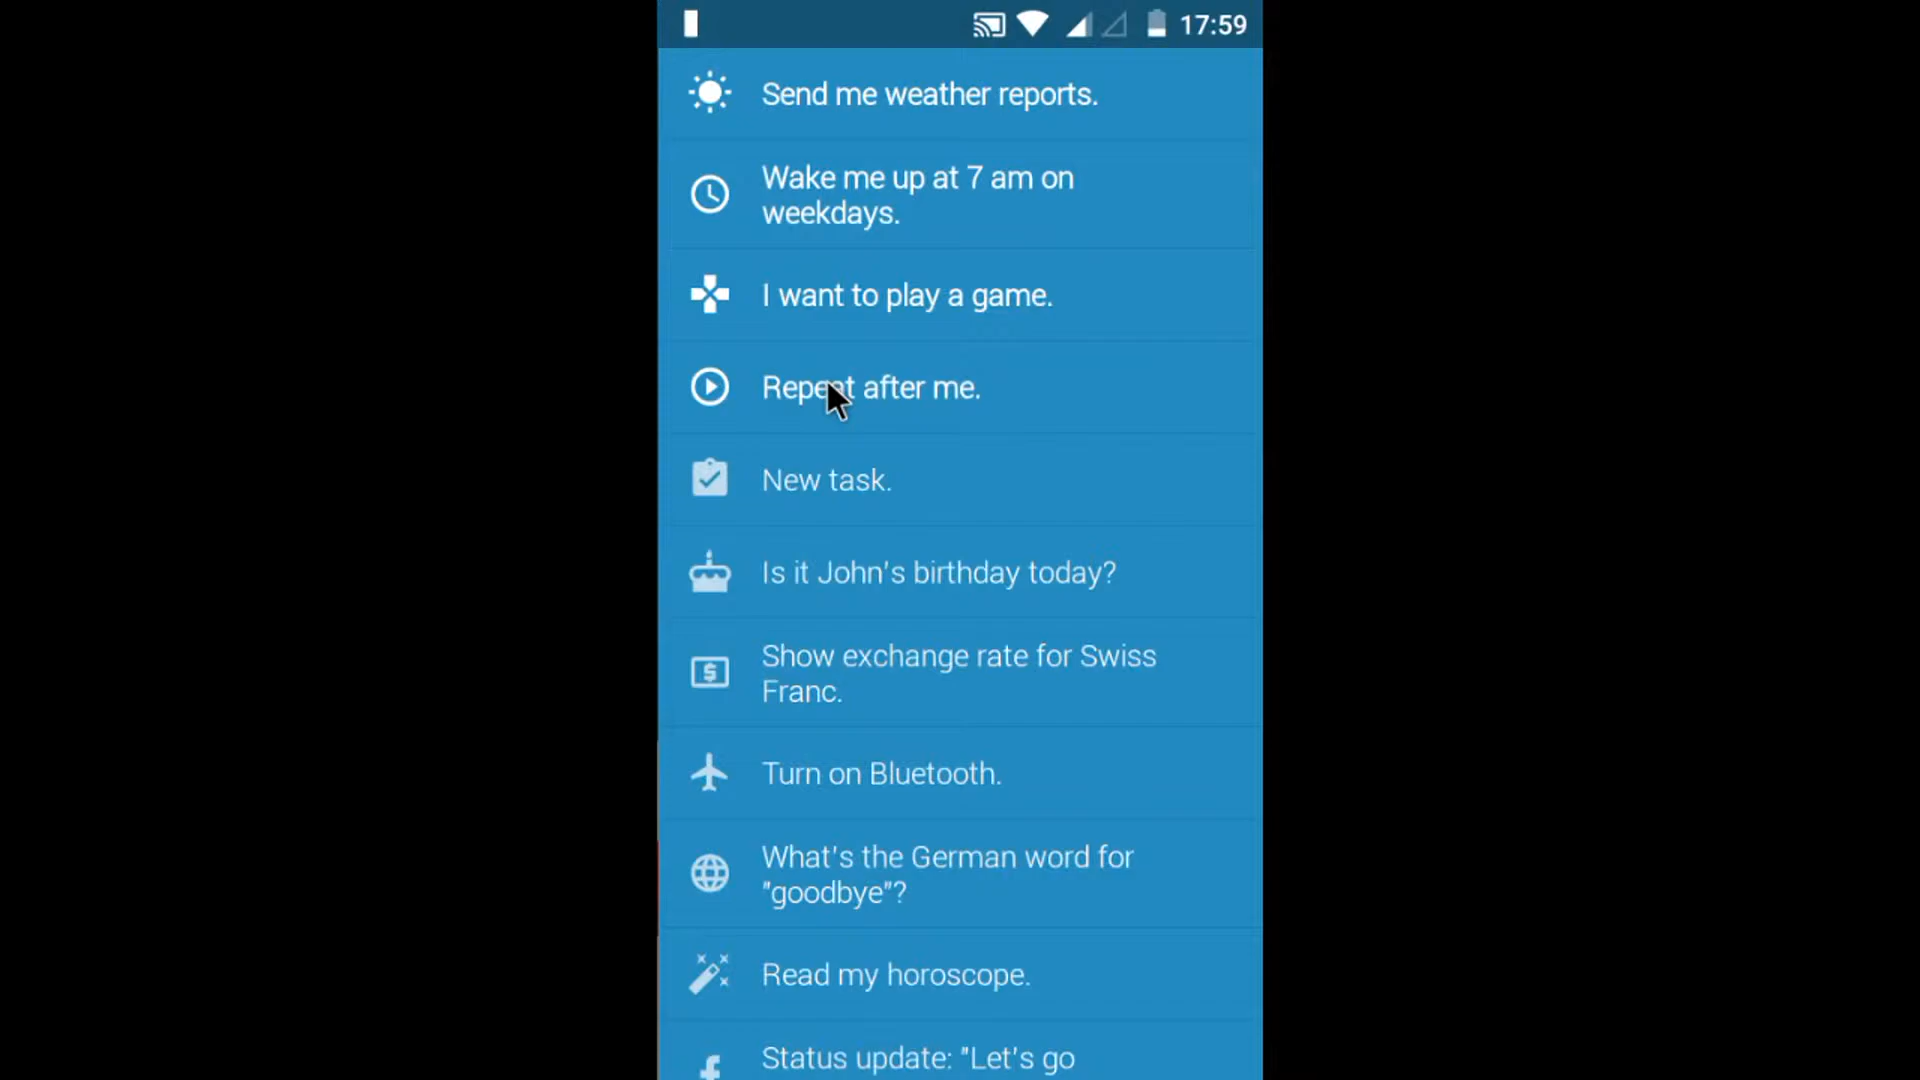 17:59
Send me weather reports.
Wake me up at 7 am on
weekdays.
I want to play a game.
Repeat after me.
New task.
Is it John's birthday today?
Show exchange rate for Swiss
Franc.
Turn on Bluetooth.
What's the German word for
"goodbye"?
Read my horoscope.
Status update: "Let's go